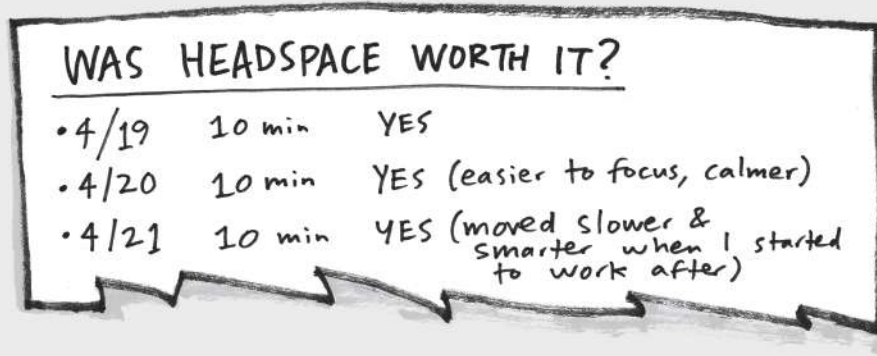 WAS HEADSPACE WORTH IT?
• 4/19 10 min YES
• 4/20 10 min YES (easier to focus, calmer)
• 4/21 10 min YES (moved slower &
smarter when I started
to work after)